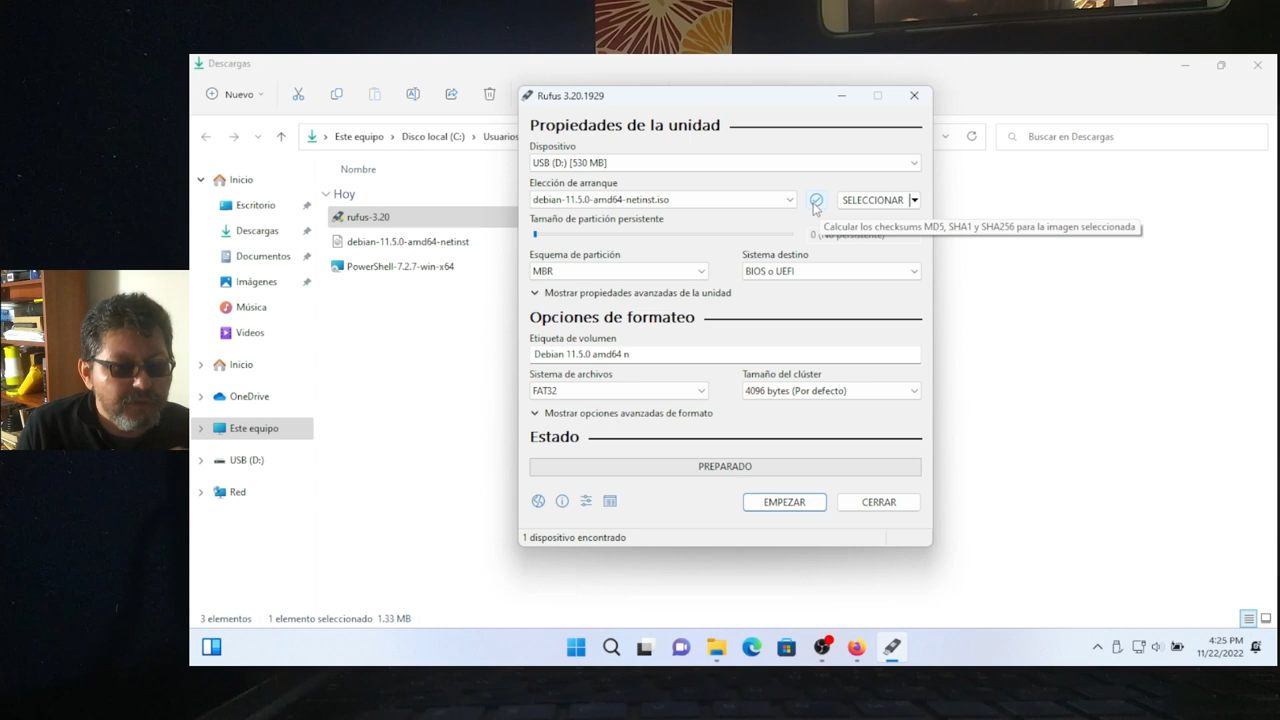 Descargas
Nuevo
Este equipo
Disco local (C:)
Usuarios
Buscar en Descargas
Inicio
Escritorio
Descargas
Documentos
Imágenes
Música
Videos
Inicio
OneDrive
Este equipo
USB (D:)
Red
Nombre
Hoy
rufus-3.20
debian-11.5.0-amd64-netinst
PowerShell-7.2.7-win-x64
3 elementos
1 elemento seleccionado 1.33 MB
Rufus 3.20.1929
Propiedades de la unidad
Dispositivo
USB (D:) [530 MB]
Elección de arranque
debian-11.5.0-amd64-netinst.iso
SELECCIONAR
Calcular los checksums MD5, SHA1 y SHA256 para la imagen seleccionada
Tamaño de partición persistente
Esquema de partición
Sistema destino
MBR
BIOS o UEFI
Mostrar propiedades avanzadas de la unidad
Opciones de formateo
Etiqueta de volumen
Debian 11.5.0 amd64 n
Sistema de archivos
Tamaño del clúster
FAT32
4096 bytes (Por defecto)
Mostrar opciones avanzadas de formato
Estado
PREPARADO
EMPEZAR
CERRAR
1 dispositivo encontrado
4:25 PM
11/22/2022